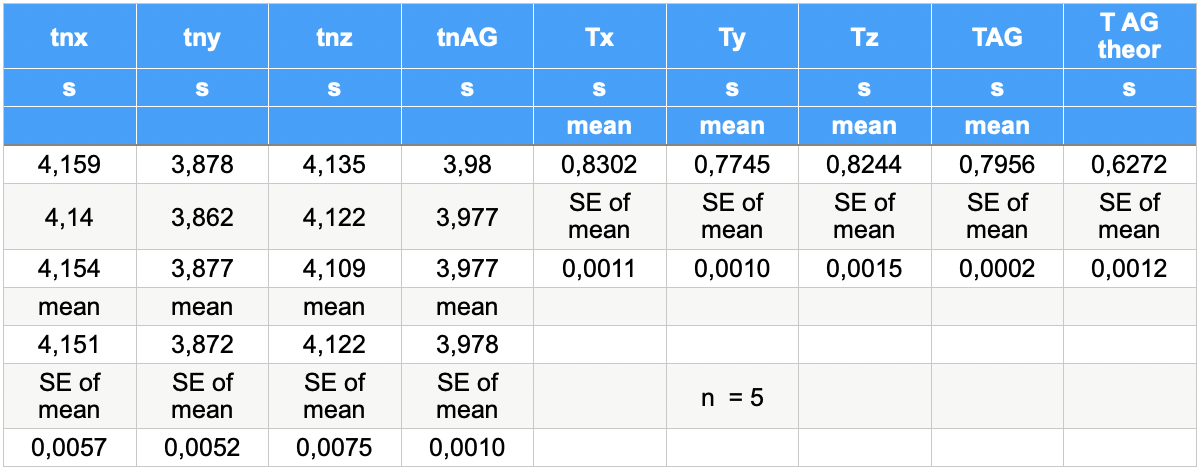 tnx tny tnz tnAG Tx Ty Tz TAG T AG theor
s s s s s s s s s
mean mean mean mean
4,159 3,878 4,135 3,98 0,8302 0,7745 0,8244 0,7956 0,6272
4,14 3,862 4,122 3,977 SE of mean SE of mean SE of mean SE of mean SE of mean
4,154 3,877 4,109 3,977 0,0011 0,0010 0,0015 0,0002 0,0012
mean mean mean mean
4,151 3,872 4,122 3,978
SE of mean SE of mean SE of mean SE of mean n = 5
0,0057 0,0052 0,0075 0,0010